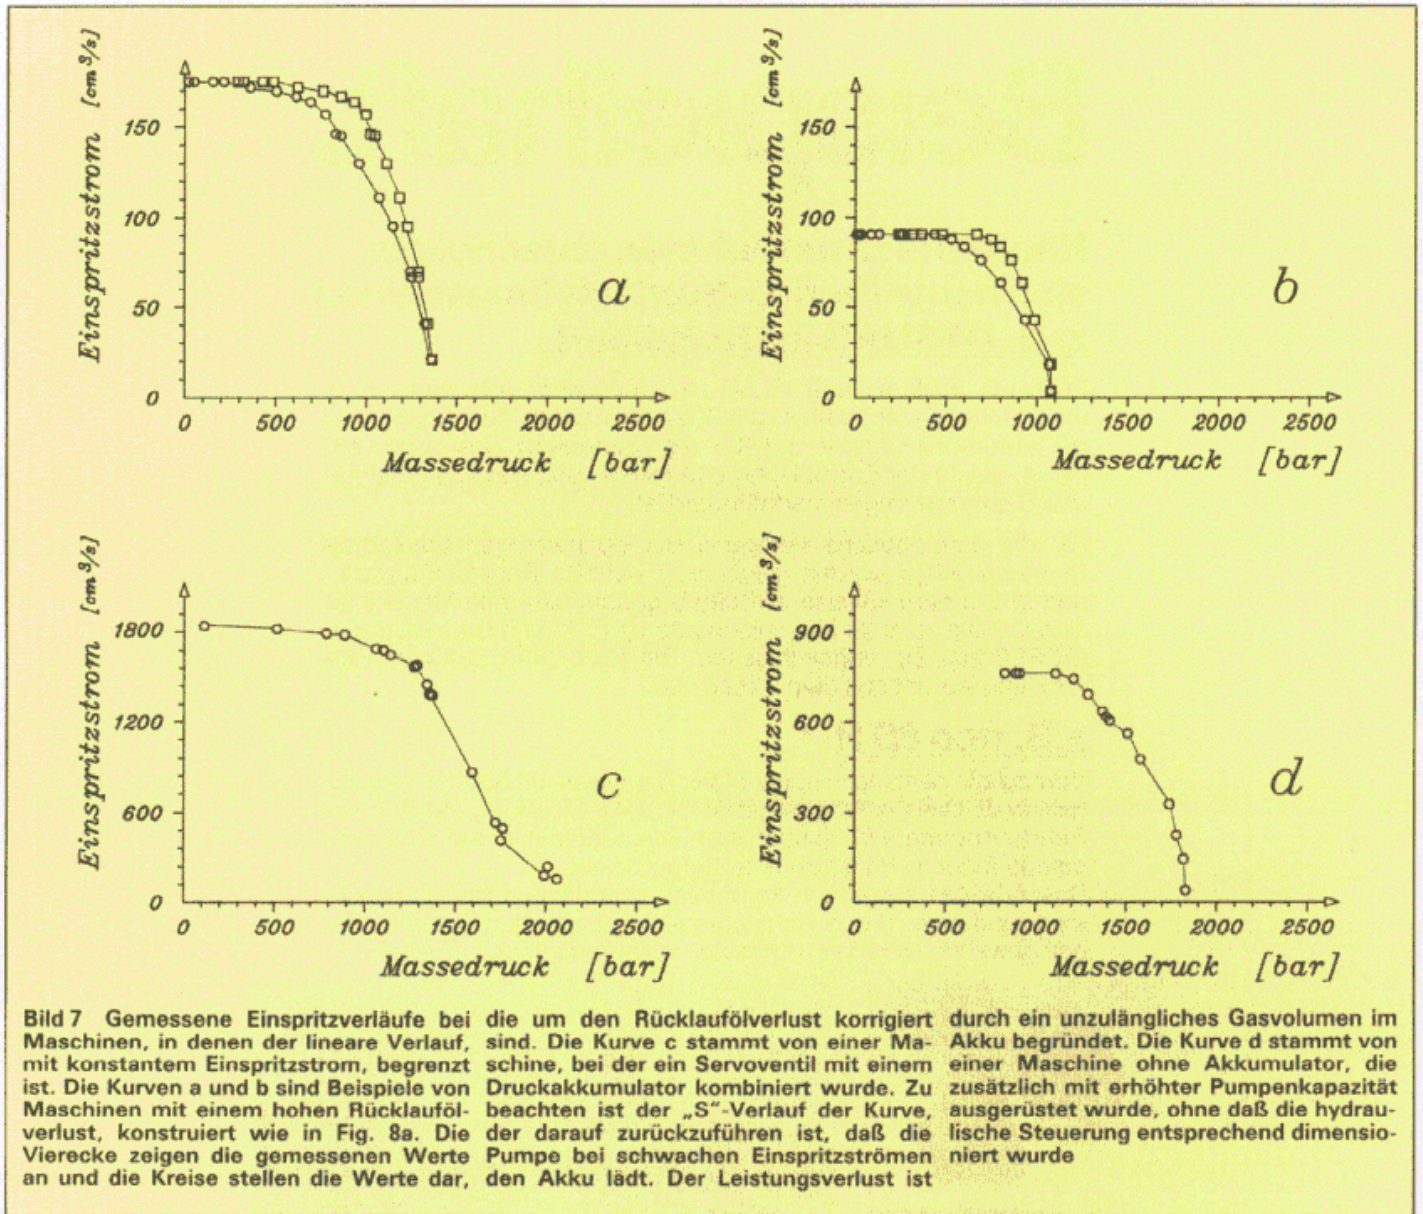 Einspritzstrom [cm³/s]
150
100
50
0
0 500 1000 1500 2000 2500
Massedruck [bar]
a
Einspritzstrom [cm³/s]
150
100
50
0
0 500 1000 1500 2000 2500
Massedruck [bar]
b
Einspritzstrom [cm³/s]
1800
1200
600
0
0 500 1000 1500 2000 2500
Massedruck [bar]
c
Einspritzstrom [cm³/s]
900
600
300
0
0 500 1000 1500 2000 2500
Massedruck [bar]
d
Bild 7 Gemessene Einspritzverläufe bei
Maschinen, in denen der lineare Verlauf,
mit konstantem Einspritzstrom, begrenzt
ist. Die Kurven a und b sind Beispiele von
Maschinen mit einem hohen Rücklauföl-
verlust, konstruiert wie in Fig. 8a. Die
Vierecke zeigen die gemessenen Werte
an und die Kreise stellen die Werte dar,
die um den Rücklaufölverlust korrigiert
sind. Die Kurve c stammt von einer Ma-
schine, bei der ein Servoventil mit einem
Druckakkumulator kombiniert wurde. Zu
beachten ist der „S“-Verlauf der Kurve,
der darauf zurückzuführen ist, daß die
Pumpe bei schwachen Einspritzströmen
den Akku lädt. Der Leistungsverlust ist
durch ein unzulängliches Gasvolumen im
Akku begründet. Die Kurve d stammt von
einer Maschine ohne Akkumulator, die
zusätzlich mit erhöhter Pumpenkapazität
ausgerüstet wurde, ohne daß die hydrau-
lische Steuerung entsprechend dimensio-
niert wurde